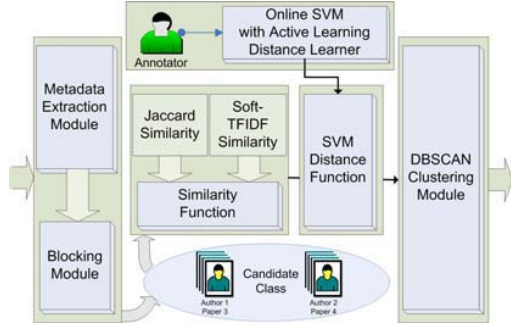 Online SVM
with Active Learning
Distance Learner
Annotator
Metadata
Extraction
Module
Jaccard
Similarity
Soft-
TFIDF
Similarity
Similarity
Function
SVM
Distance
Function
DBSCAN
Clustering
Module
Blocking
Module
Candidate
Class
Author 1
Paper 3
Author 2
Paper 4